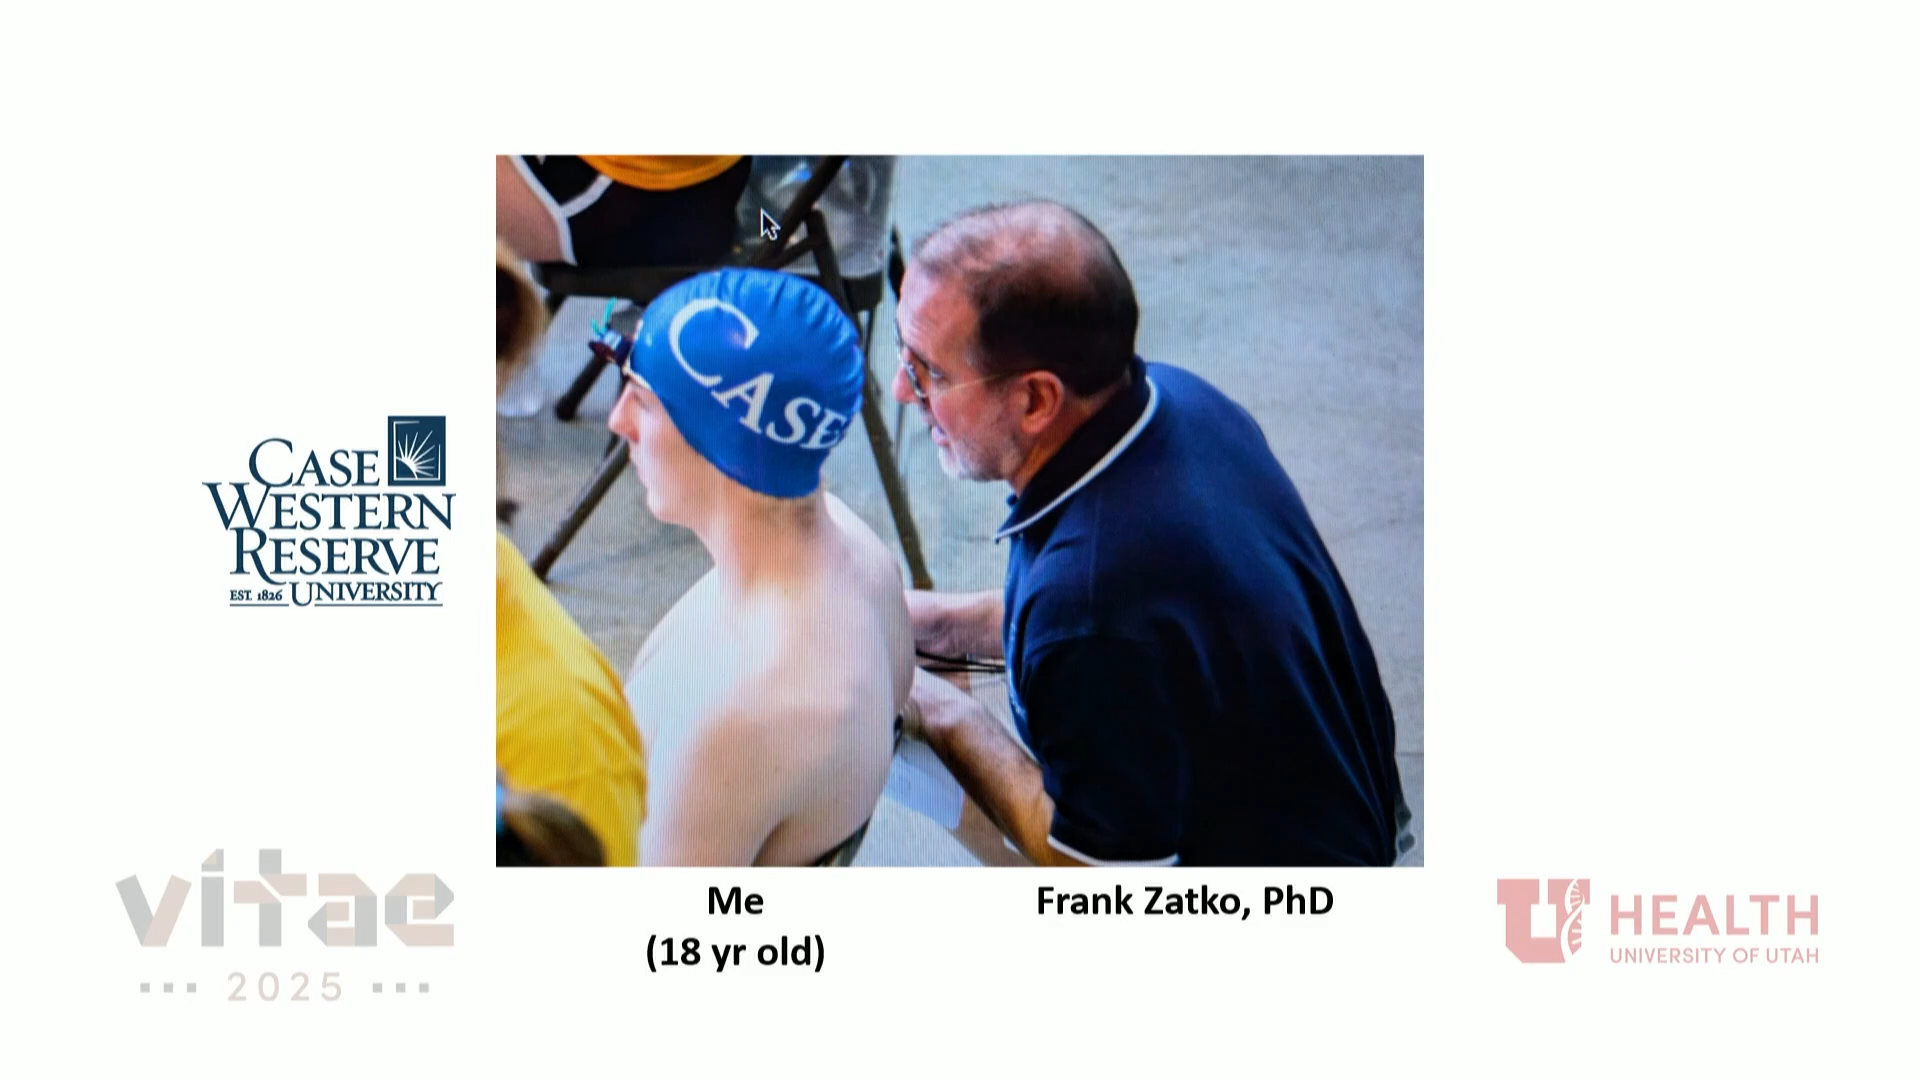 CASE
WESTERN
RESERVE
EST. 1826 UNIVERSITY
CASE
Me
(18 yr old)
Frank Zatko, PhD
vitae
2025
U HEALTH
UNIVERSITY OF UTAH